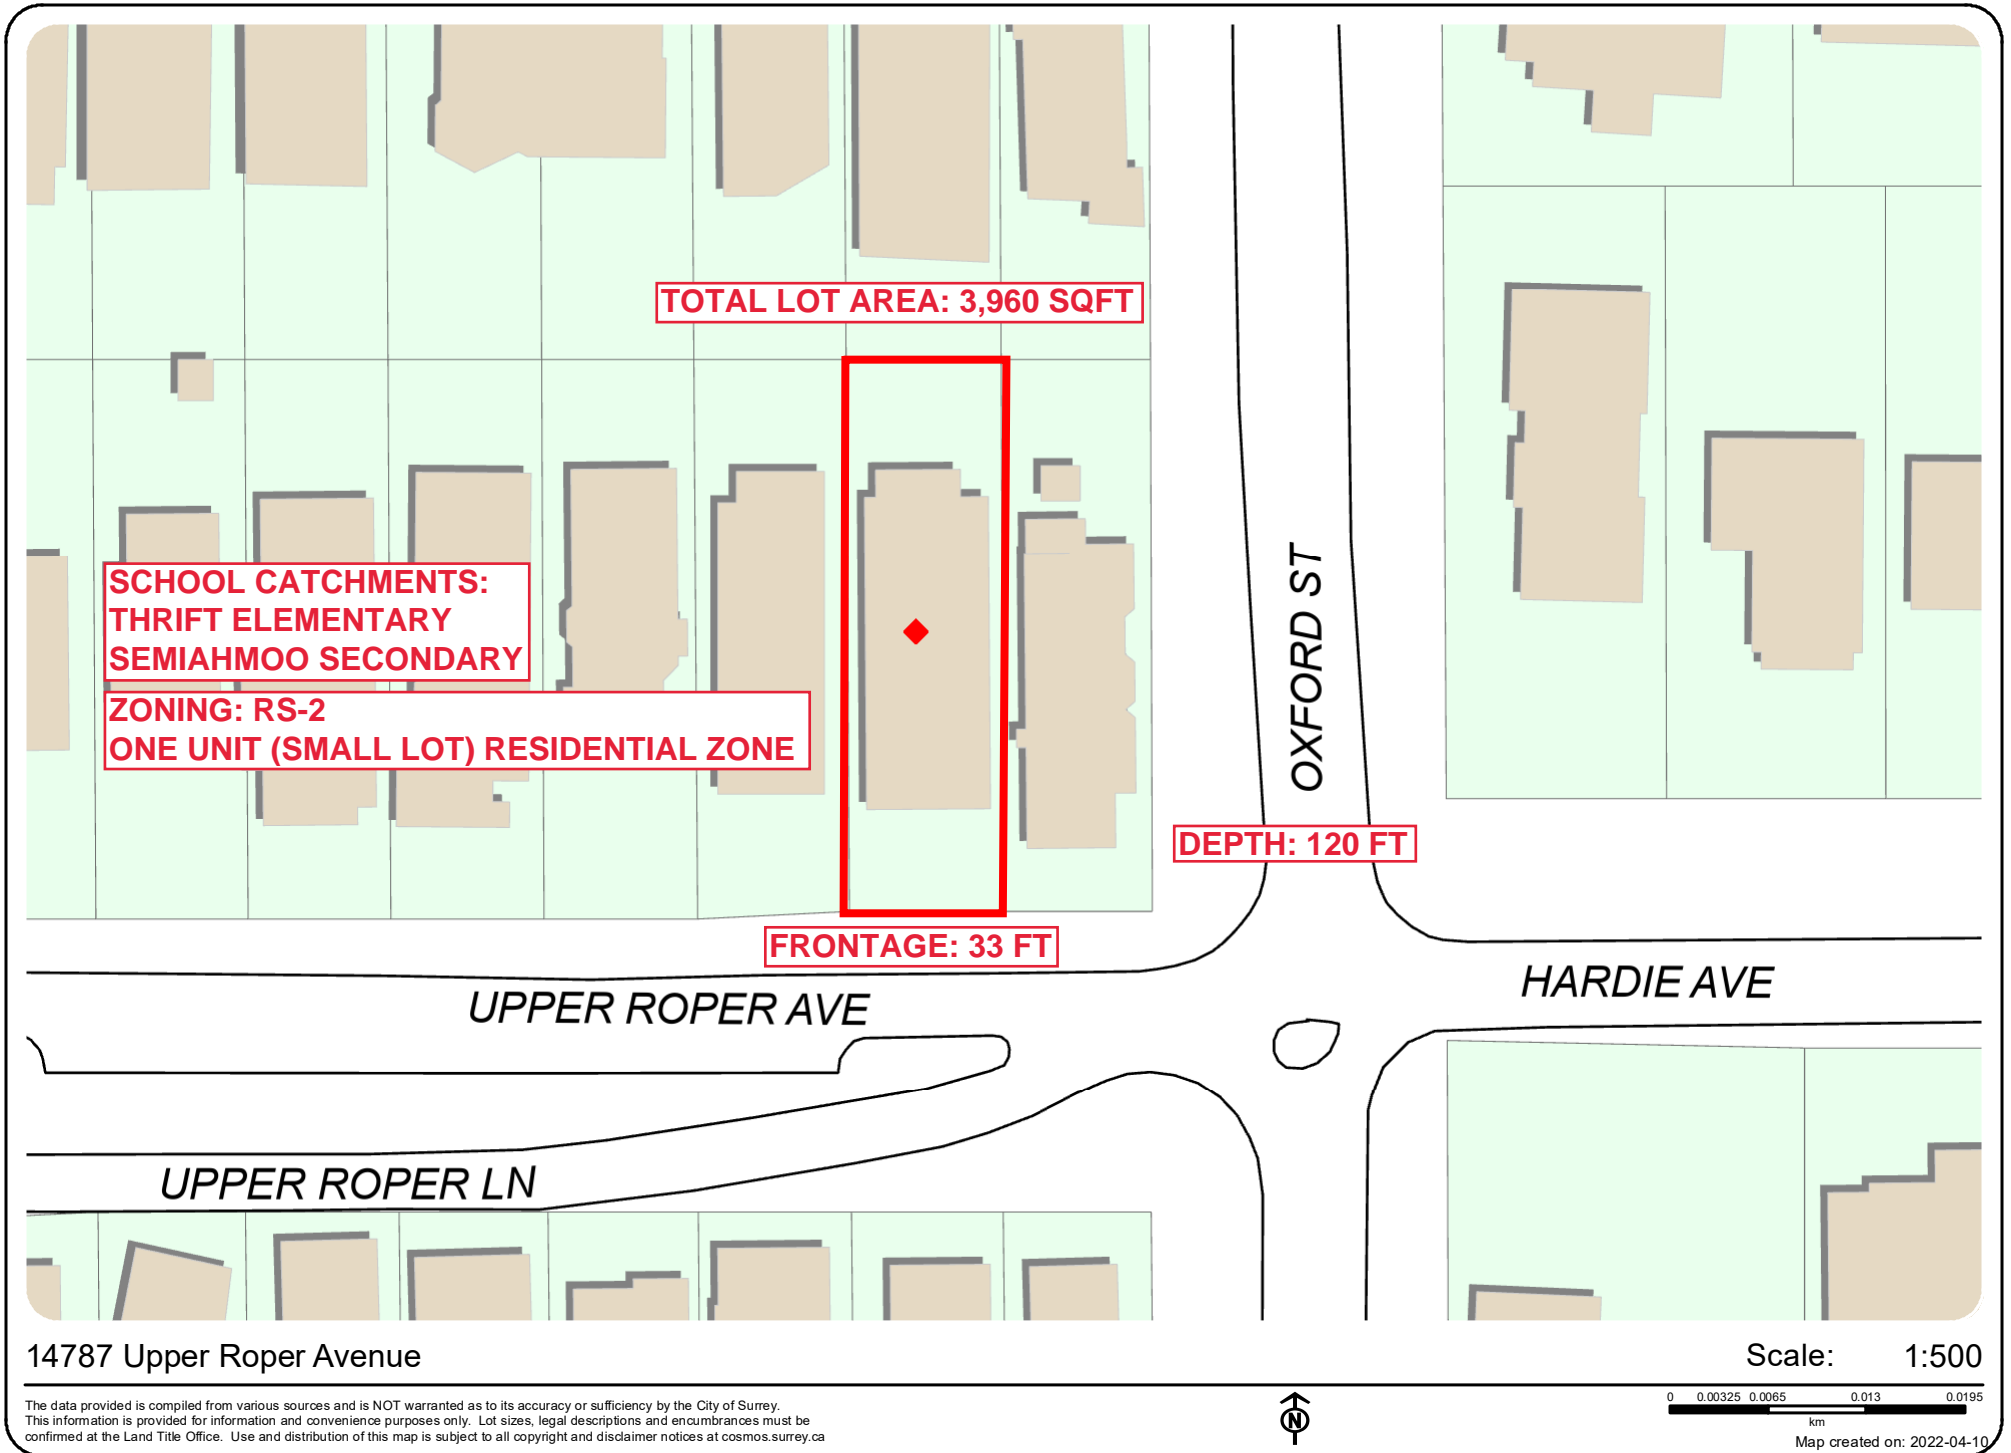 TOTAL LOT AREA: 3,960 SQFT
SCHOOL CATCHMENTS:
THRIFT ELEMENTARY
SEMIAHMOO SECONDARY
ZONING: RS-2
ONE UNIT (SMALL LOT) RESIDENTIAL ZONE
OXFORD ST
DEPTH: 120 FT
FRONTAGE: 33 FT
UPPER ROPER AVE
HARDIE AVE
UPPER ROPER LN
14787 Upper Roper Avenue
Scale: 1:500
The data provided is compiled from various sources and is NOT warranted as to its accuracy or sufficiency by the City of Surrey.
This information is provided for information and convenience purposes only. Lot sizes, legal descriptions and encumbrances must be
confirmed at the Land Title Office. Use and distribution of this map is subject to all copyright and disclaimer notices at cosmos.surrey.ca
N
0 0.00325 0.0065 0.013 0.0195
km
Map created on: 2022-04-10